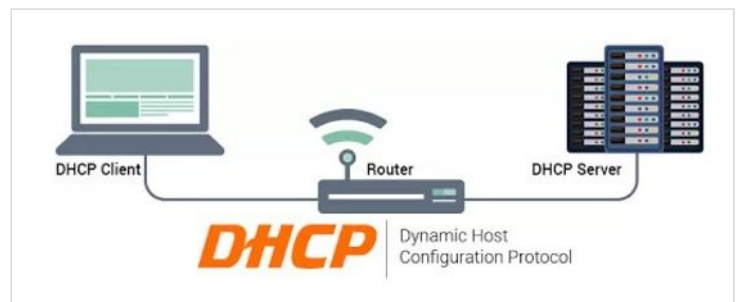 DHCP Client
Router
DHCP Server
DHCP
Dynamic Host
Configuration Protocol